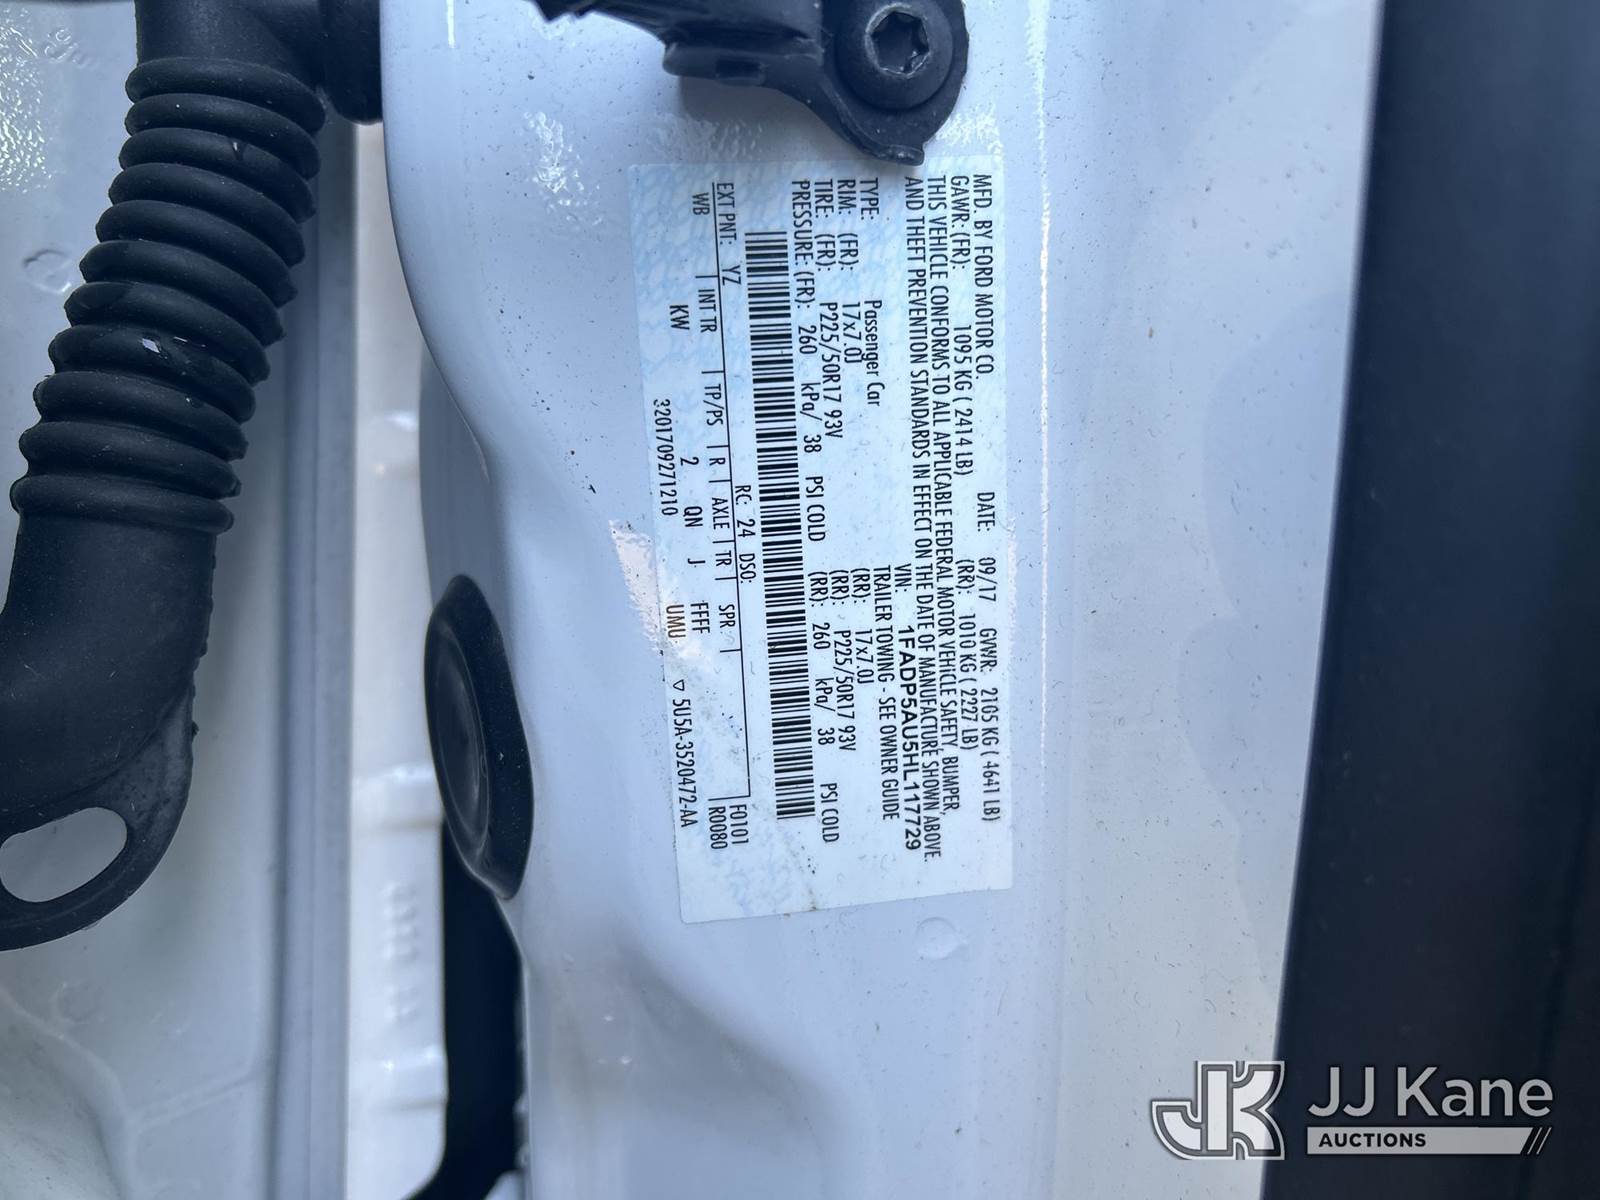 MFD. BY FORD MOTOR CO. DATE: 09/17 GVWR: 2105 KG ( 4641 LB)
GAWR: (FR): 1095 KG ( 2414 LB) (RR): 1010 KG ( 2227 LB)
THIS VEHICLE CONFORMS TO ALL APPLICABLE FEDERAL MOTOR VEHICLE SAFETY, BUMPER,
AND THEFT PREVENTION STANDARDS IN EFFECT ON THE DATE OF MANUFACTURE SHOWN ABOVE.
VIN: 1FADP5AU5HL117729
TYPE: Passenger Car TRAILER TOWING - SEE OWNER GUIDE
RIM: (FR): 17x7.0J (RR): 17x7.0J
TIRE: (FR): P225/50R17 93V (RR): P225/50R17 93V
PRESSURE: (FR): 260 kPa/ 38 PSI COLD (RR): 260 kPa/ 38 PSI COLD
EXT PNT: YZ RC: 24 DSO: F0101
WB INT TR TP/PS R AXLE TR SPR R0080
KW 2 QN J FFF
3201709271210 UMU ▽ 5U5A-3520472-AA
JK JJ Kane
AUCTIONS